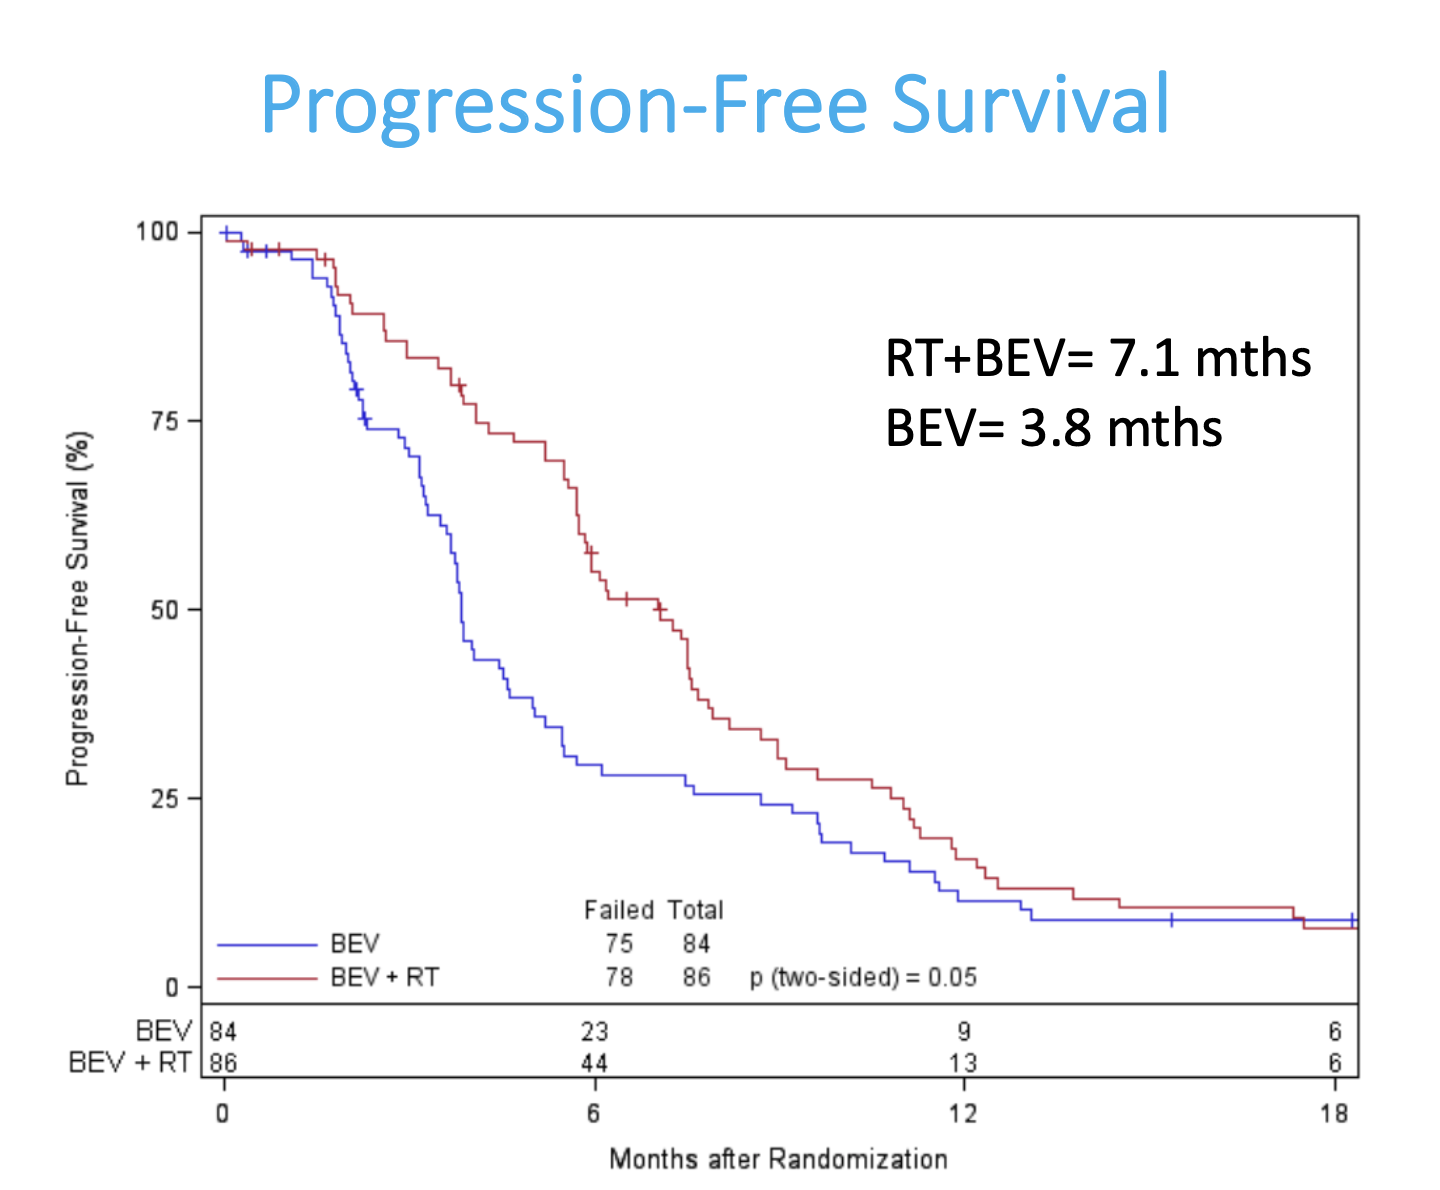 Progression-Free Survival
100
75
50
25
0
Progression-Free Survival (%)
RT+BEV= 7.1 mths
BEV= 3.8 mths
Failed Total
BEV 75 84
BEV + RT 78 86 p (two-sided) = 0.05
BEV 84 23 9 6
BEV + RT 86 44 13 6
0 6 12 18
Months after Randomization